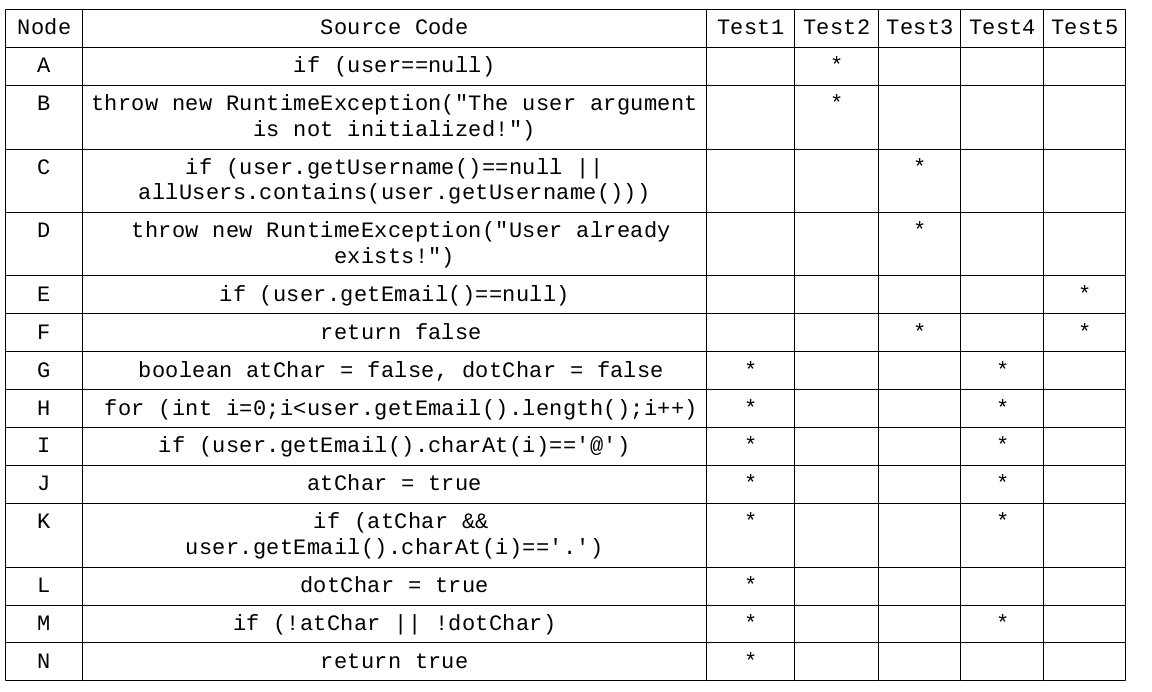 Node Source Code Test1 Test2 Test3 Test4 Test5
A if (user==null) *
B throw new RuntimeException("The user argument *
is not initialized!")
C if (user.getUsername()==null || *
allUsers.contains(user.getUsername()))
D throw new RuntimeException("User already *
exists!")
E if (user.getEmail()==null) *
F return false * *
G boolean atChar = false, dotChar = false * *
H for (int i=0;i<user.getEmail().length();i++) * *
I if (user.getEmail().charAt(i)=='@') * *
J atChar = true * *
K if (atChar && * *
user.getEmail().charAt(i)=='.')
L dotChar = true *
M if (!atChar || !dotChar) * *
N return true *